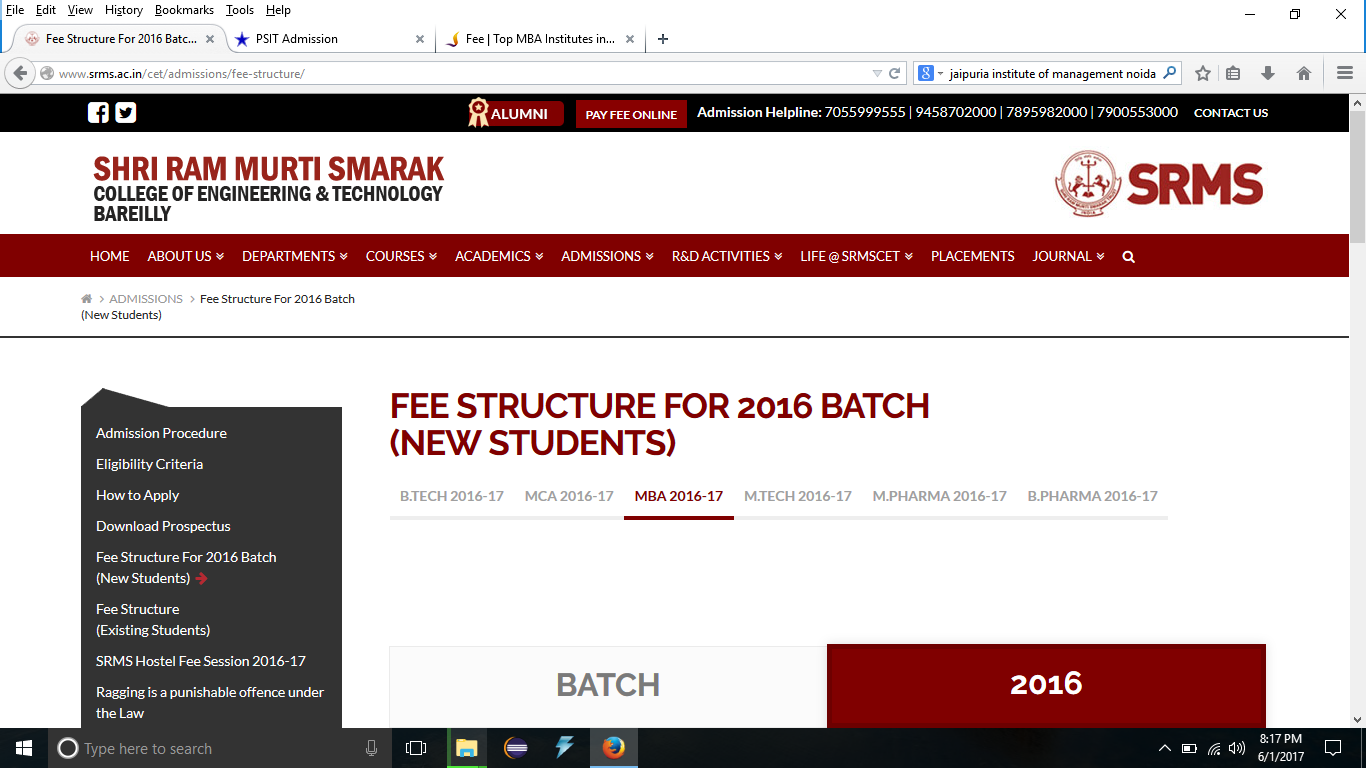 File Edit View History Bookmarks Tools Help
Fee Structure For 2016 Batc... PSIT Admission Fee | Top MBA Institutes in...
www.srms.ac.in/cet/admissions/fee-structure/ jaipuria institute of management noida
ALUMNI PAY FEE ONLINE Admission Helpline: 7055999555 | 9458702000 | 7895982000 | 7900553000 CONTACT US
SHRI RAM MURTI SMARAK
COLLEGE OF ENGINEERING & TECHNOLOGY
BAREILLY
SRMS
HOME ABOUT US DEPARTMENTS COURSES ACADEMICS ADMISSIONS R&D ACTIVITIES LIFE @ SRMSCET PLACEMENTS JOURNAL
ADMISSIONS Fee Structure For 2016 Batch
(New Students)
Admission Procedure
Eligibility Criteria
How to Apply
Download Prospectus
Fee Structure For 2016 Batch
(New Students)
Fee Structure
(Existing Students)
SRMS Hostel Fee Session 2016-17
Ragging is a punishable offence under
the Law
FEE STRUCTURE FOR 2016 BATCH
(NEW STUDENTS)
B.TECH 2016-17 MCA 2016-17 MBA 2016-17 M.TECH 2016-17 M.PHARMA 2016-17 B.PHARMA 2016-17
BATCH 2016
Type here to search
8:17 PM
6/1/2017